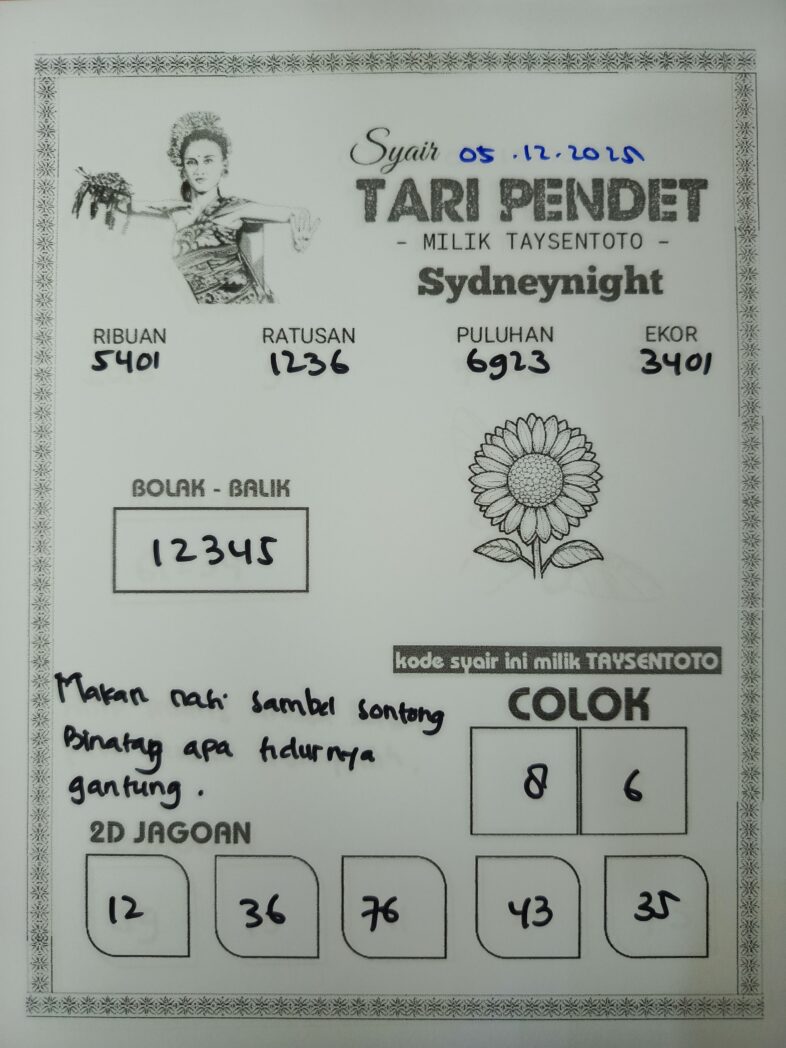 Syair 05.12.2025
TARI PENDET
- MILIK TAYSENTOTO -
Sydneynight
RIBUAN RATUSAN PULUHAN EKOR
5401 1236 6923 3401
BOLAK - BALIK
12345
kode syair ini milik TAYSENTOTO
Makan nasi sambel sontong
Binatag apa tidurnya
gantung.
COLOK
8 6
2D JAGOAN
12 36 76 43 35